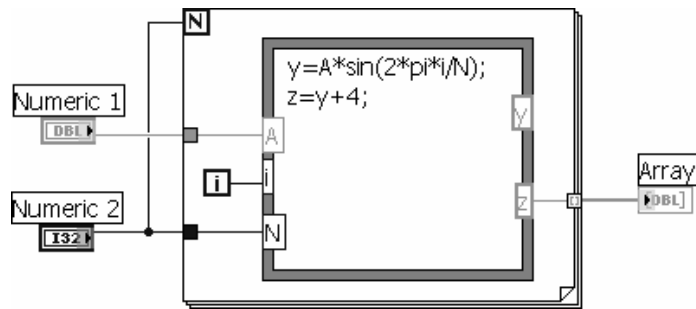 N
y=A*sin(2*pi*i/N);
z=y+4;
Numeric 1
DBL
A
y
i
i
Array
DBL]
z
Numeric 2
I32
N